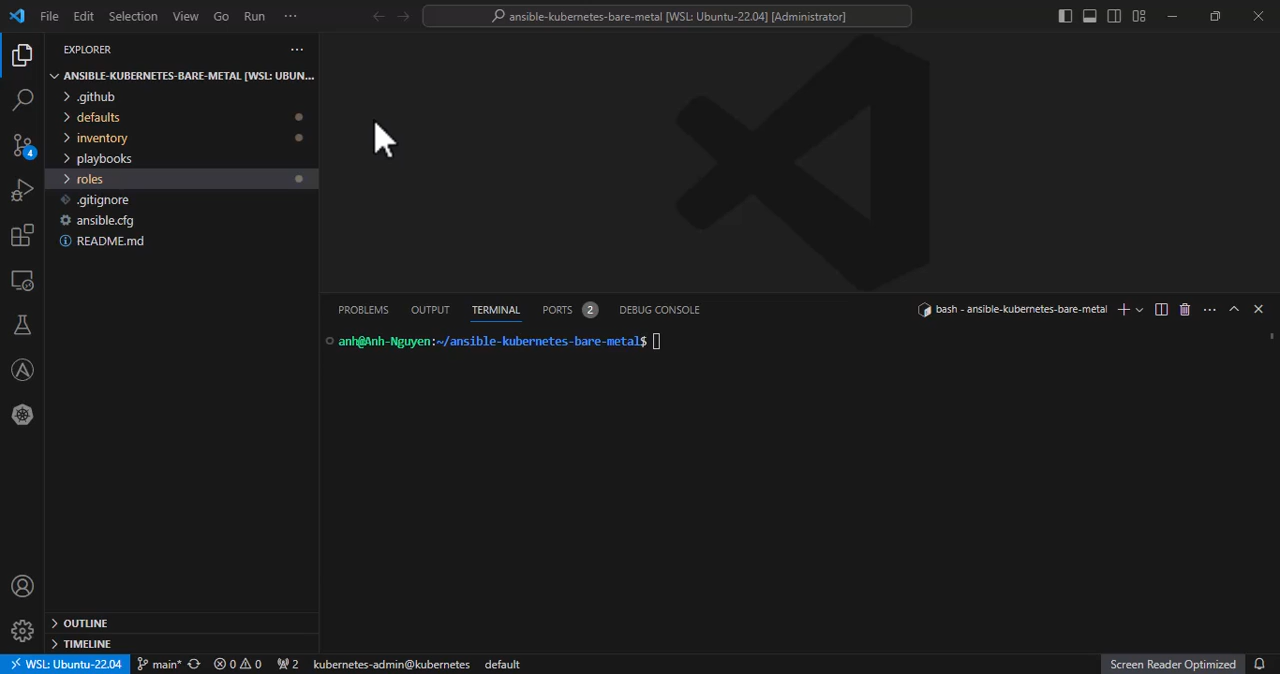 File Edit Selection View Go Run ···
ansible-kubernetes-bare-metal [WSL: Ubuntu-22.04] [Administrator]
EXPLORER
ANSIBLE-KUBERNETES-BARE-METAL [WSL: UBUN...
.github
defaults
inventory
playbooks
roles
.gitignore
ansible.cfg
README.md
OUTLINE
TIMELINE
4
PROBLEMS OUTPUT TERMINAL PORTS 2 DEBUG CONSOLE
bash - ansible-kubernetes-bare-metal
anh@Anh-Nguyen:~/ansible-kubernetes-bare-metal$
WSL: Ubuntu-22.04 main* 0 0 2 kubernetes-admin@kubernetes default Screen Reader Optimized